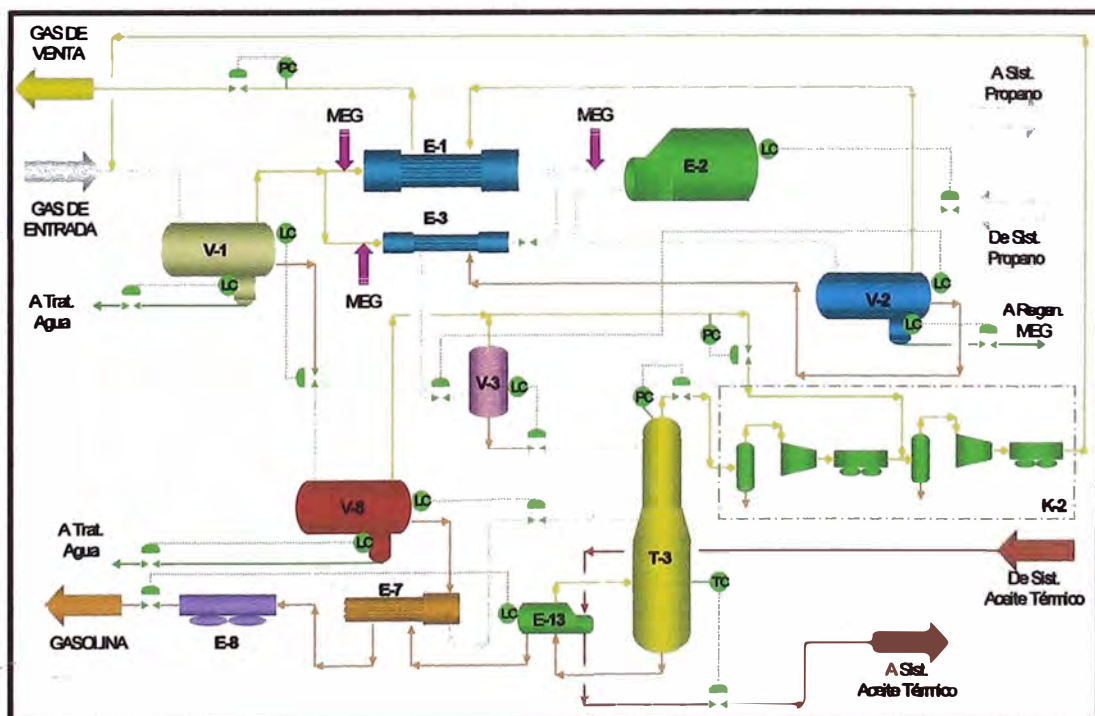 GAS DE
VENTA
PC
A Sist.
Propano
MEG
MEG
E-1
E-2
LC
GAS DE
ENTRADA
E-3
V-1
LC
De Sist.
Propano
LC
MEG
LC
V-2
A Trat.
Agua
LC
A Regen.
MEG
PC
V-3
LC
PC
K-2
V-8
LC
A Trat.
Agua
LC
T-3
De Sist.
Aceite Térmico
E-7
TC
LC
E-13
GASOLINA
E-8
A Sist.
Aceite Térmico